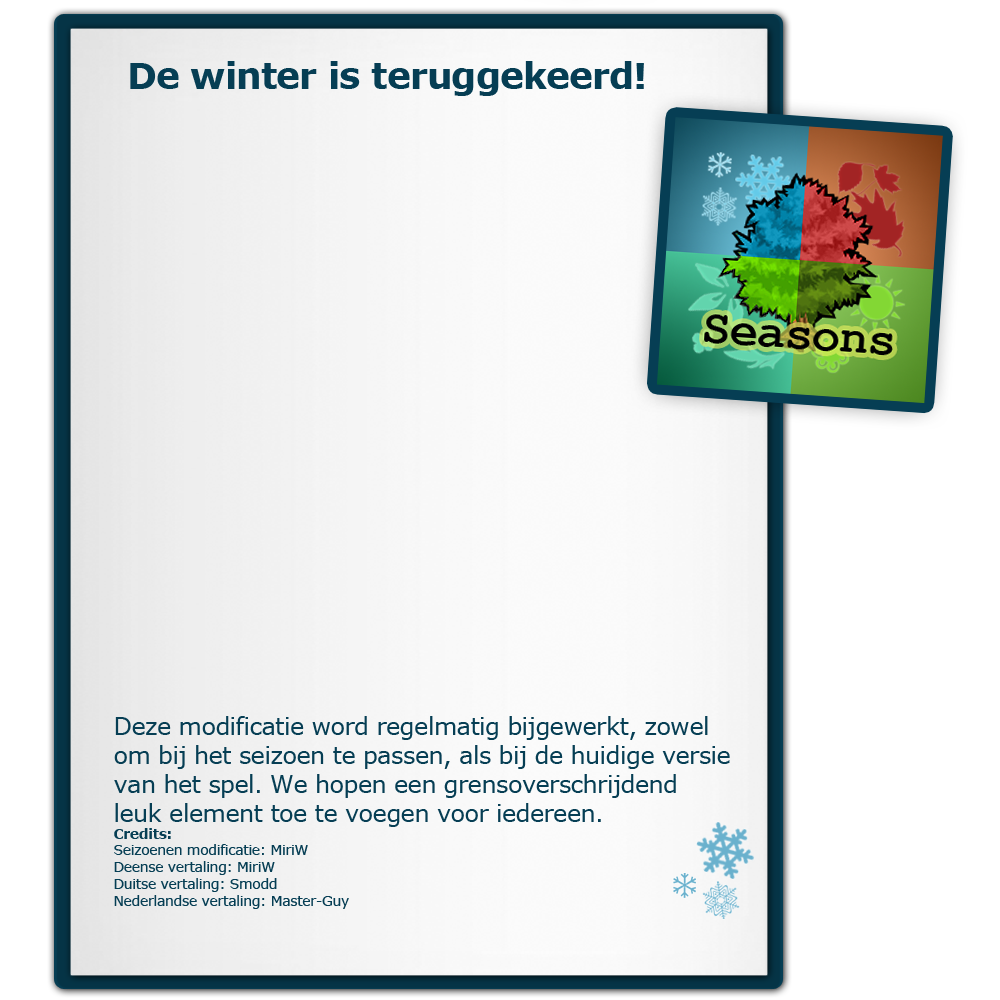 De winter is teruggekeerd!
Seasons
Deze modificatie word regelmatig bijgewerkt, zowel
om bij het seizoen te passen, als bij de huidige versie
van het spel. We hopen een grensoverschrijdend
leuk element toe te voegen voor iedereen.
Credits:
Seizoenen modificatie: MiriW
Deense vertaling: MiriW
Duitse vertaling: Smodd
Nederlandse vertaling: Master-Guy